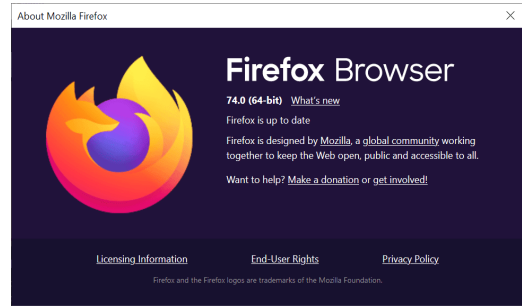 About Mozilla Firefox
Firefox Browser
74.0 (64-bit) What's new
Firefox is up to date
Firefox is designed by Mozilla, a global community working
together to keep the Web open, public and accessible to all.
Want to help? Make a donation or get involved!
Licensing Information End-User Rights Privacy Policy
Firefox and the Firefox logos are trademarks of the Mozilla Foundation.